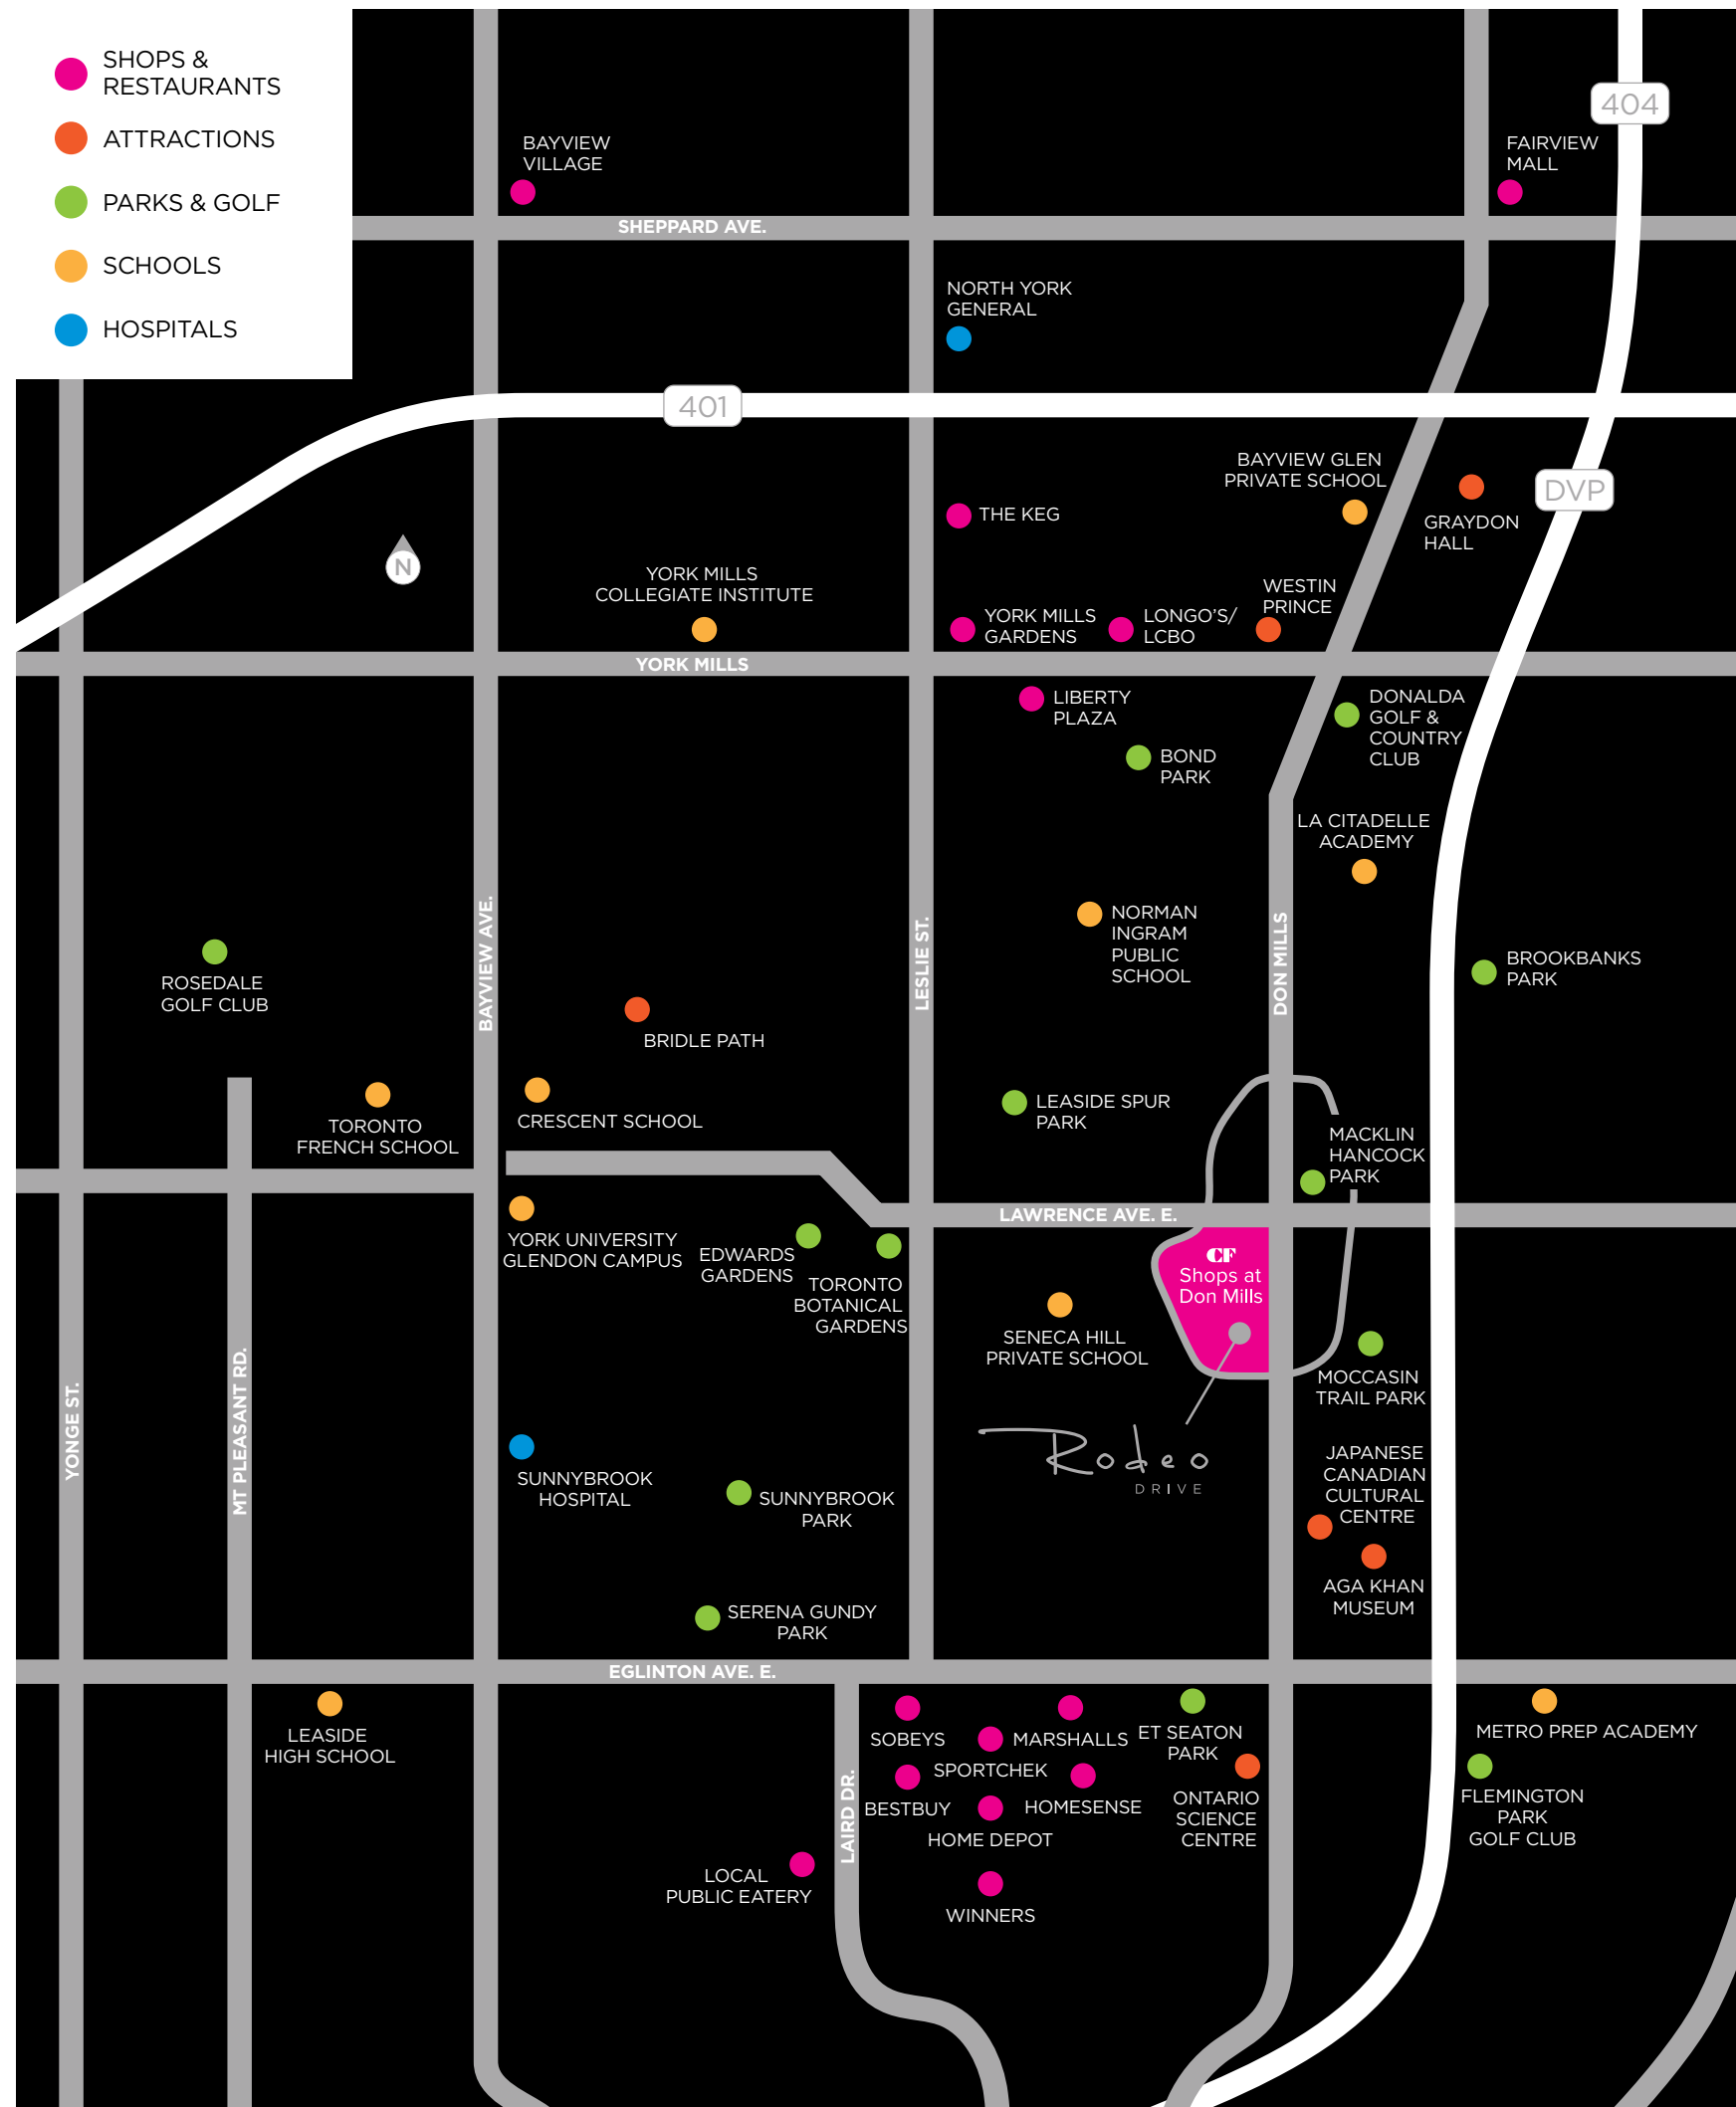 SHOPS &
RESTAURANTS
ATTRACTIONS
PARKS & GOLF
SCHOOLS
HOSPITALS
404
BAYVIEW
VILLAGE
FAIRVIEW
MALL
SHEPPARD AVE.
NORTH YORK
GENERAL
401
BAYVIEW GLEN
PRIVATE SCHOOL
DVP
THE KEG
GRAYDON
HALL
N
YORK MILLS
COLLEGIATE INSTITUTE
WESTIN
PRINCE
YORK MILLS
GARDENS
LONGO'S/
LCBO
YORK MILLS
LIBERTY
PLAZA
DONALDA
GOLF &
COUNTRY
CLUB
BOND
PARK
LA CITADELLE
ACADEMY
BAYVIEW AVE.
LESLIE ST.
DON MILLS
NORMAN
INGRAM
PUBLIC
SCHOOL
BROOKBANKS
PARK
ROSEDALE
GOLF CLUB
BRIDLE PATH
CRESCENT SCHOOL
LEASIDE SPUR
PARK
TORONTO
FRENCH SCHOOL
MACKLIN
HANCOCK
PARK
LAWRENCE AVE. E.
YORK UNIVERSITY
GLENDON CAMPUS
EDWARDS
GARDENS
TORONTO
BOTANICAL
GARDENS
CF
Shops at
Don Mills
SENECA HILL
PRIVATE SCHOOL
MOCCASIN
TRAIL PARK
YONGE ST.
MT PLEASANT RD.
Rodeo
DRIVE
JAPANESE
CANADIAN
CULTURAL
CENTRE
SUNNYBROOK
HOSPITAL
SUNNYBROOK
PARK
AGA KHAN
MUSEUM
SERENA GUNDY
PARK
EGLINTON AVE. E.
LEASIDE
HIGH SCHOOL
SOBEYS
MARSHALLS
ET SEATON
PARK
METRO PREP ACADEMY
SPORTCHEK
LAIRD DR.
BESTBUY
HOMESENSE
ONTARIO
SCIENCE
CENTRE
FLEMINGTON
PARK
GOLF CLUB
HOME DEPOT
LOCAL
PUBLIC EATERY
WINNERS